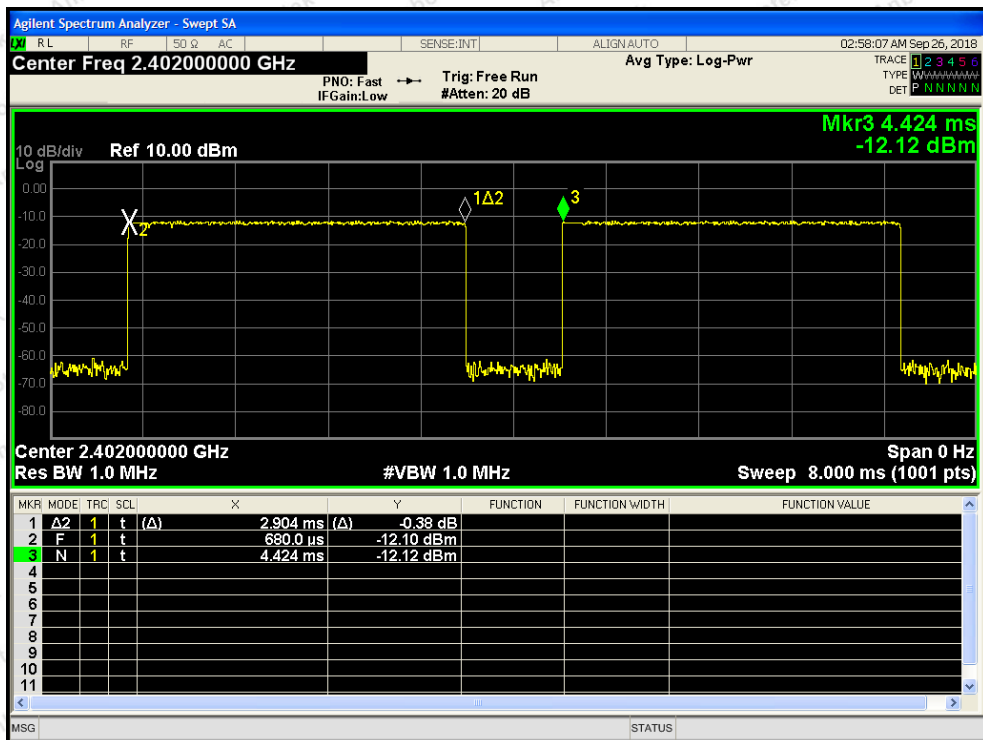 Agilent Spectrum Analyzer - Swept SA
LXI RL RF 50 Ω AC SENSE:INT ALIGN AUTO 02:58:07 AM Sep 26, 2018
Center Freq 2.402000000 GHz Avg Type: Log-Pwr TRACE 1 2 3 4 5 6
PNO: Fast Trig: Free Run TYPE W
IFGain:Low #Atten: 20 dB DET P N N N N N
Mkr3 4.424 ms
10 dB/div Ref 10.00 dBm -12.12 dBm
Log
0.00
1Δ2 3
-10.0
2
-20.0
-30.0
-40.0
-50.0
-60.0
-70.0
-80.0
Center 2.402000000 GHz Span 0 Hz
Res BW 1.0 MHz #VBW 1.0 MHz Sweep 8.000 ms (1001 pts)
MKR MODE TRC SCL X Y FUNCTION FUNCTION WIDTH FUNCTION VALUE
1 Δ2 1 t (Δ) 2.904 ms (Δ) -0.38 dB
2 F 1 t 680.0 µs -12.10 dBm
3 N 1 t 4.424 ms -12.12 dBm
4
5
6
7
8
9
10
11
MSG STATUS